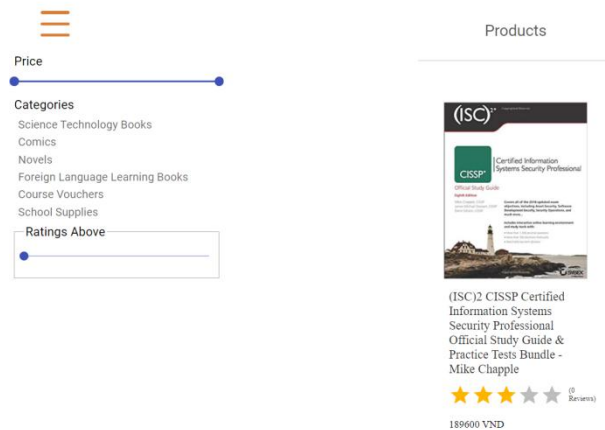 Products
Price
Categories
Science Technology Books
Comics
Novels
Foreign Language Learning Books
Course Vouchers
School Supplies
Ratings Above
(ISC)²
CISSP
Certified Information
Systems Security Professional
Official Study Guide
Eighth Edition
(ISC)2 CISSP Certified
Information Systems
Security Professional
Official Study Guide &
Practice Tests Bundle -
Mike Chapple
(0
Reviews)
189600 VND